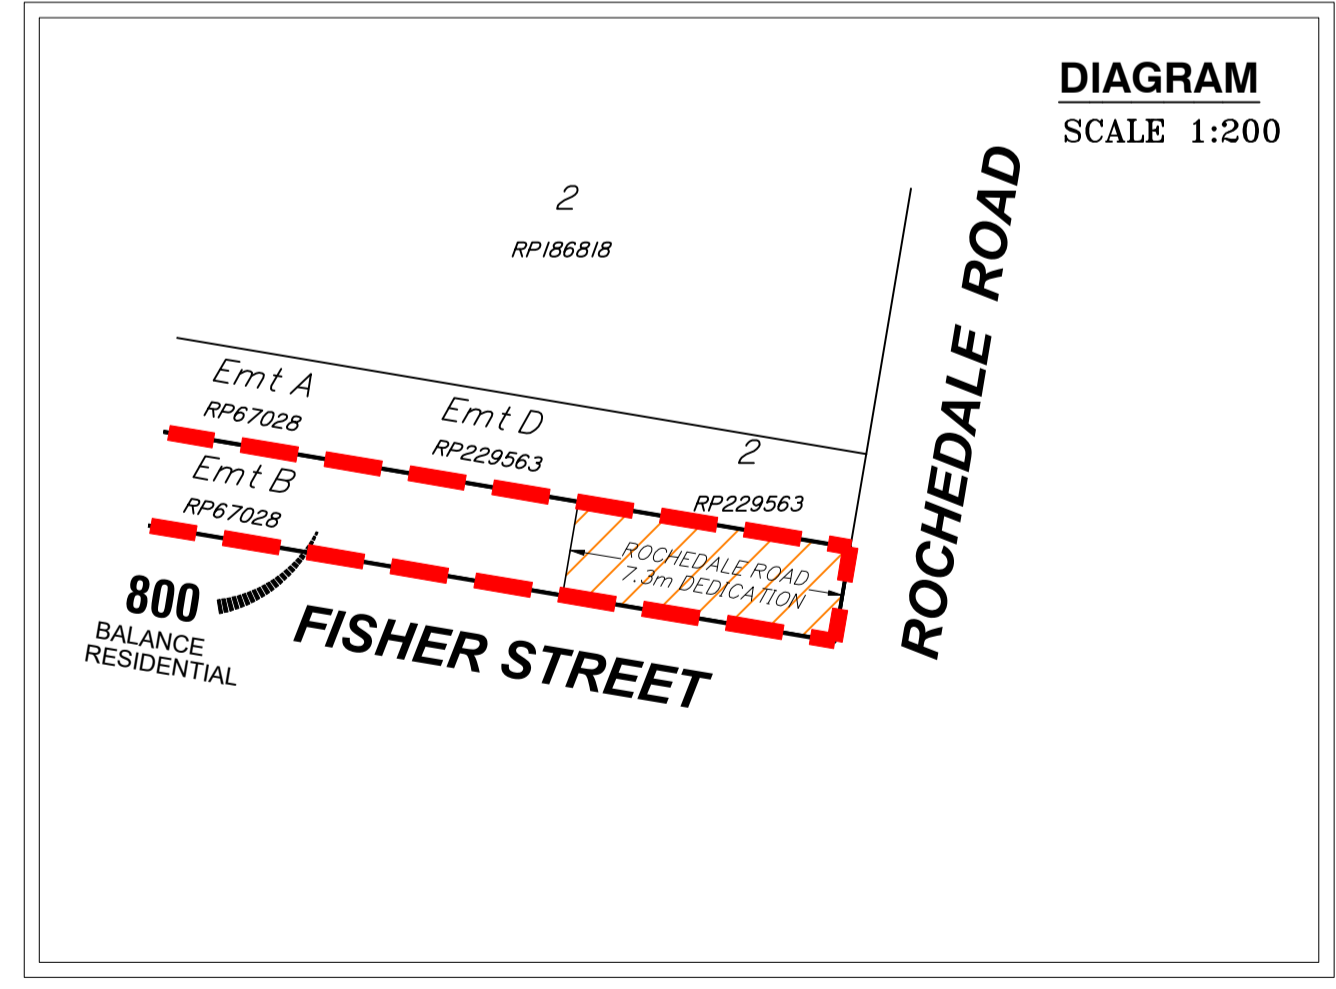 DIAGRAM
SCALE 1:200
2
RP186818
ROCHEDALE ROAD
Emt A
RP67028
Emt D
RP229563
2
RP229563
Emt B
RP67028
ROCHEDALE ROAD
7.3m DEDICATION
800
BALANCE
RESIDENTIAL
FISHER STREET